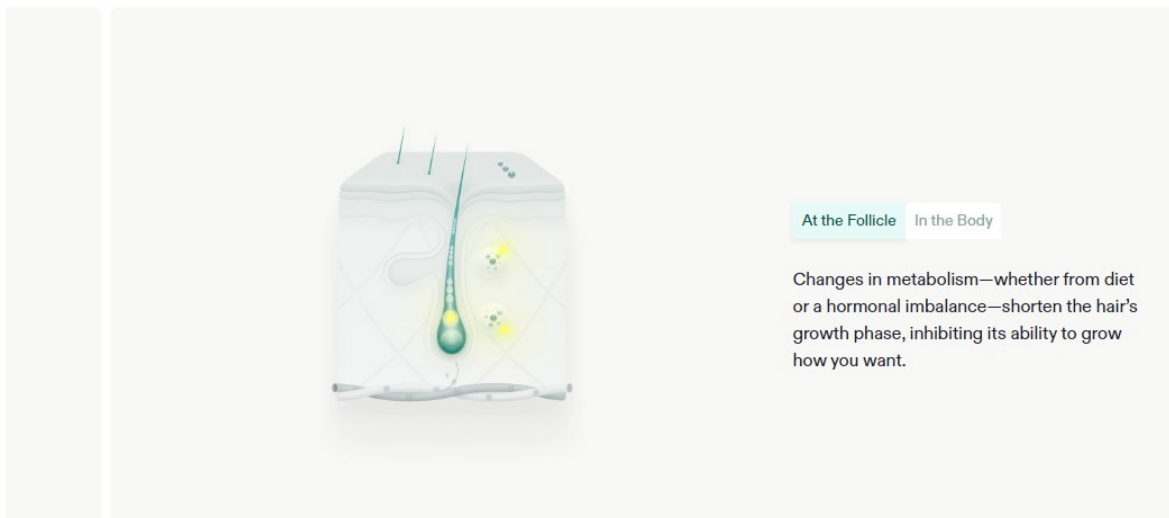 At the Follicle In the Body
Changes in metabolism—whether from diet
or a hormonal imbalance—shorten the hair’s
growth phase, inhibiting its ability to grow
how you want.